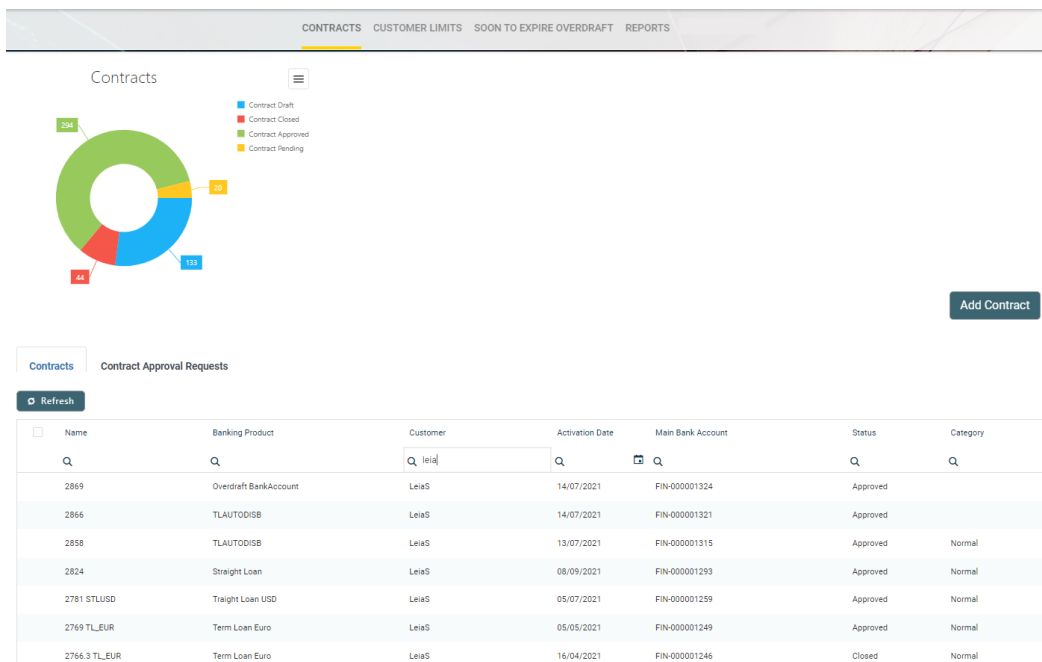 CONTRACTS CUSTOMER LIMITS SOON TO EXPIRE OVERDRAFT REPORTS
Contracts
Contract Draft
Contract Closed
Contract Approved
Contract Pending
294
20
133
44
Add Contract
Contracts Contract Approval Requests
Refresh
Name Banking Product Customer Activation Date Main Bank Account Status Category
leia
2869 Overdraft BankAccount LeiaS 14/07/2021 FIN-000001324 Approved
2866 TLAUTODISB LeiaS 14/07/2021 FIN-000001321 Approved
2858 TLAUTODISB LeiaS 13/07/2021 FIN-000001315 Approved Normal
2824 Straight Loan LeiaS 08/09/2021 FIN-000001293 Approved Normal
2781 STLUSD Traight Loan USD LeiaS 05/07/2021 FIN-000001259 Approved Normal
2769 TL_EUR Term Loan Euro LeiaS 05/05/2021 FIN-000001249 Approved Normal
2766.3 TL_EUR Term Loan Euro LeiaS 16/04/2021 FIN-000001246 Closed Normal